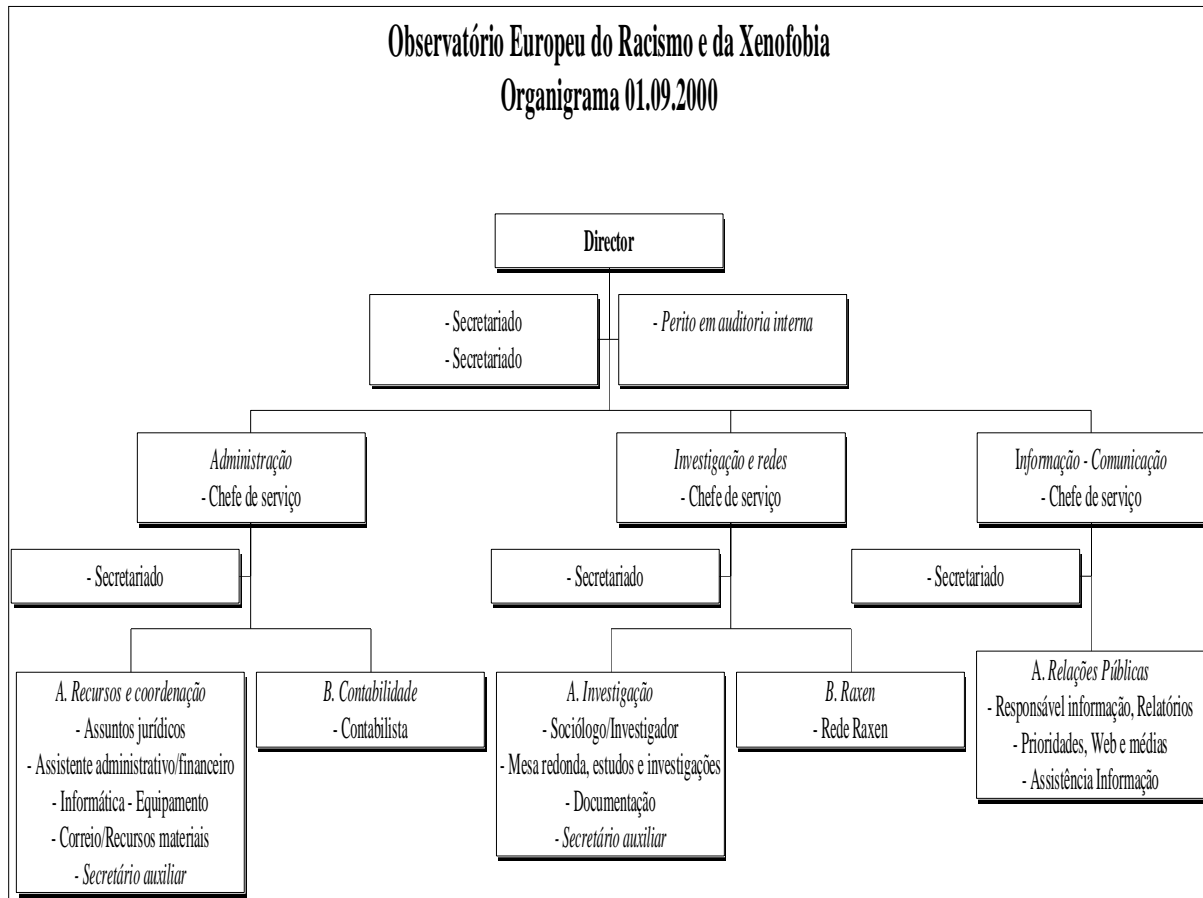 Observatório Europeu do Racismo e da Xenofobia
Organigrama 01.09.2000
Director
- Secretariado
- Secretariado
- Perito em auditoria interna
Administração
- Chefe de serviço
Investigação e redes
- Chefe de serviço
Informação - Comunicação
- Chefe de serviço
- Secretariado
- Secretariado
- Secretariado
A. Recursos e coordenação
- Assuntos jurídicos
- Assistente administrativo/financeiro
- Informática - Equipamento
- Correio/Recursos materiais
- Secretário auxiliar
B. Contabilidade
- Contabilista
A. Investigação
- Sociólogo/Investigador
- Mesa redonda, estudos e investigações
- Documentação
- Secretário auxiliar
B. Raxen
- Rede Raxen
A. Relações Públicas
- Responsável informação, Relatórios
- Prioridades, Web e médias
- Assistência Informação